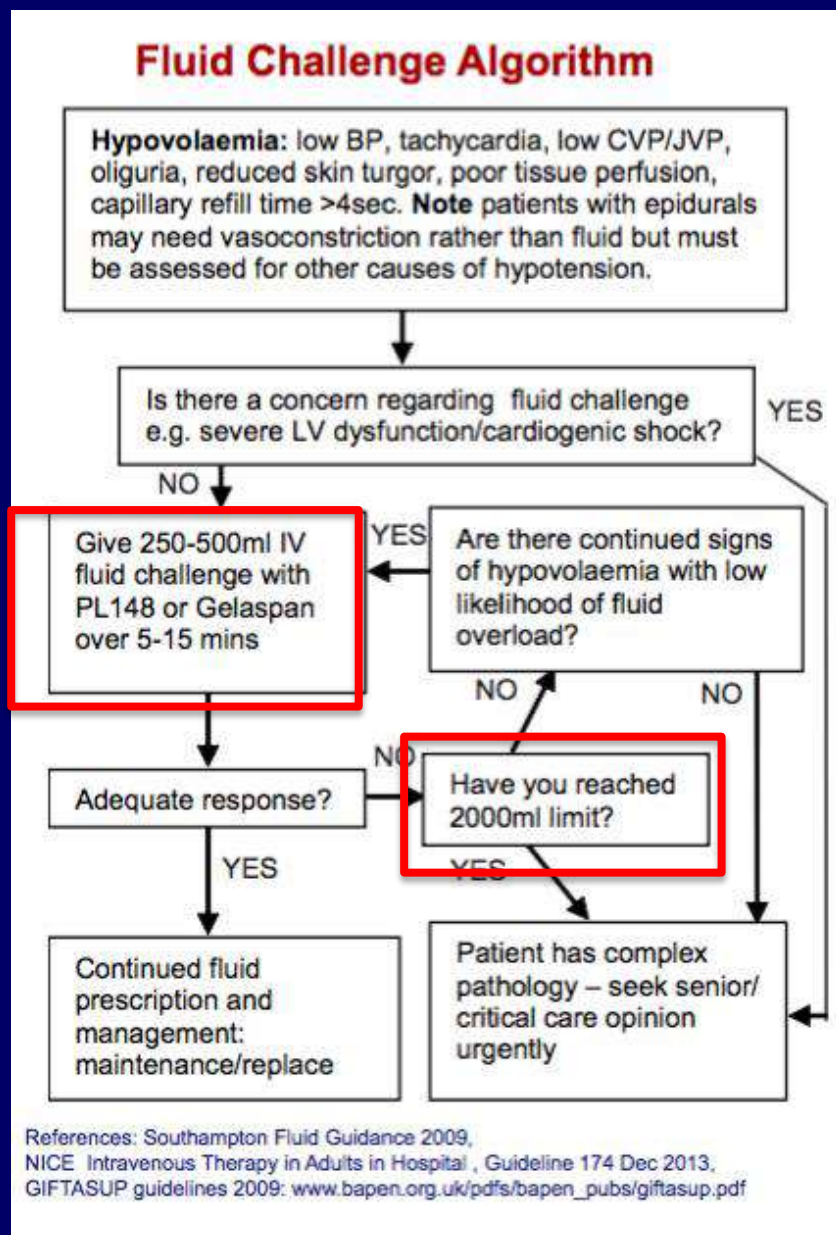 Fluid Challenge Algorithm
Hypovolaemia: low BP, tachycardia, low CVP/JVP,
oliguria, reduced skin turgor, poor tissue perfusion,
capillary refill time >4sec. Note patients with epidurals
may need vasoconstriction rather than fluid but must
be assessed for other causes of hypotension.
Is there a concern regarding fluid challenge
e.g. severe LV dysfunction/cardiogenic shock?
YES
NO
Give 250-500ml IV
fluid challenge with
PL148 or Gelaspan
over 5-15 mins
YES
Are there continued signs
of hypovolaemia with low
likelihood of fluid
overload?
NO
NO
Adequate response?
NO
Have you reached
2000ml limit?
YES
YES
Continued fluid
prescription and
management:
maintenance/replace
Patient has complex
pathology – seek senior/
critical care opinion
urgently
References: Southampton Fluid Guidance 2009,
NICE Intravenous Therapy in Adults in Hospital , Guideline 174 Dec 2013,
GIFTASUP guidelines 2009: www.bapen.org.uk/pdfs/bapen_pubs/giftasup.pdf